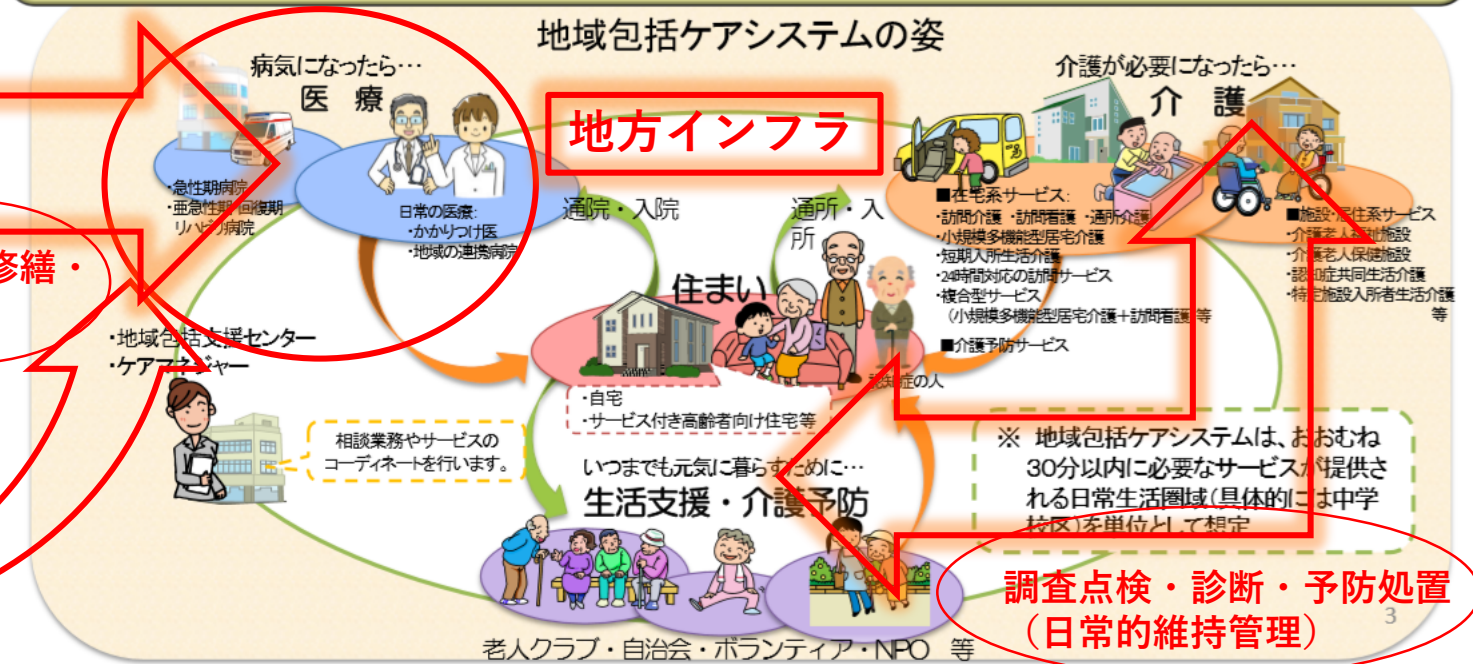 地域包括ケアシステムの姿
病気になったら…
医 療
介護が必要になったら…
介 護
地方インフラ
・急性期病院
・亜急性期・回復期
リハビリ病院
日常の医療:
・かかりつけ医
・地域の連携病院
通院・入院
通所・入
所
■在宅系サービス:
・訪問介護 ・訪問看護 ・通所介護
・小規模多機能型居宅介護
・短期入所生活介護
・24時間対応の訪問サービス
・複合型サービス
(小規模多機能型居宅介護+訪問看護)等
■介護予防サービス
■施設・居住系サービス
・介護老人福祉施設
・介護老人保健施設
・認知症共同生活介護
・特定施設入所者生活介護
等
修繕・
住まい
・地域包括支援センター
・ケアマネジャー
認知症の人
・自宅
・サービス付き高齢者向け住宅等
相談業務やサービスの
コーディネートを行います。
いつまでも元気に暮らすために…
生活支援・介護予防
※ 地域包括ケアシステムは、おおむね
30分以内に必要なサービスが提供さ
れる日常生活圏域(具体的には中学
校区)を単位として想定
調査点検・診断・予防処置
(日常的維持管理)
3
老人クラブ・自治会・ボランティア・NPO 等